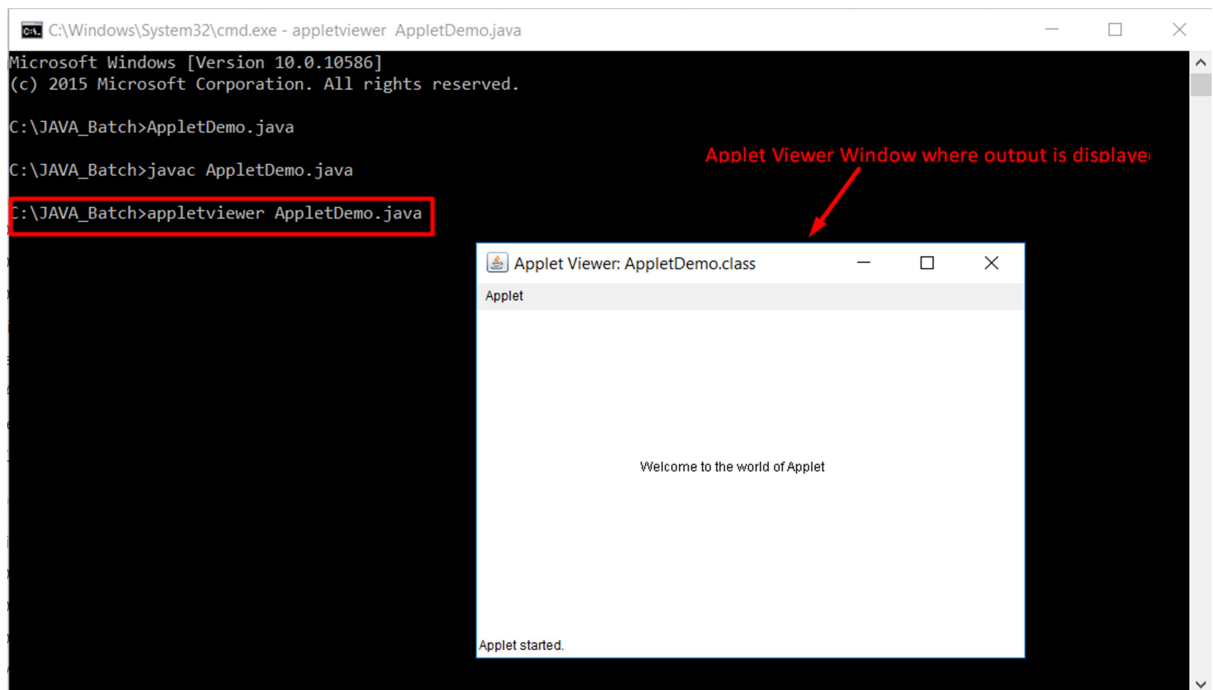 C:\Windows\System32\cmd.exe - appletviewer  AppletDemo.java
Microsoft Windows [Version 10.0.10586]
(c) 2015 Microsoft Corporation. All rights reserved.
C:\JAVA_Batch>AppletDemo.java
C:\JAVA_Batch>javac AppletDemo.java
Applet Viewer Window where output is displaye
C:\JAVA_Batch>appletviewer AppletDemo.java
Applet Viewer: AppletDemo.class
Applet
Welcome to the world of Applet
Applet started.